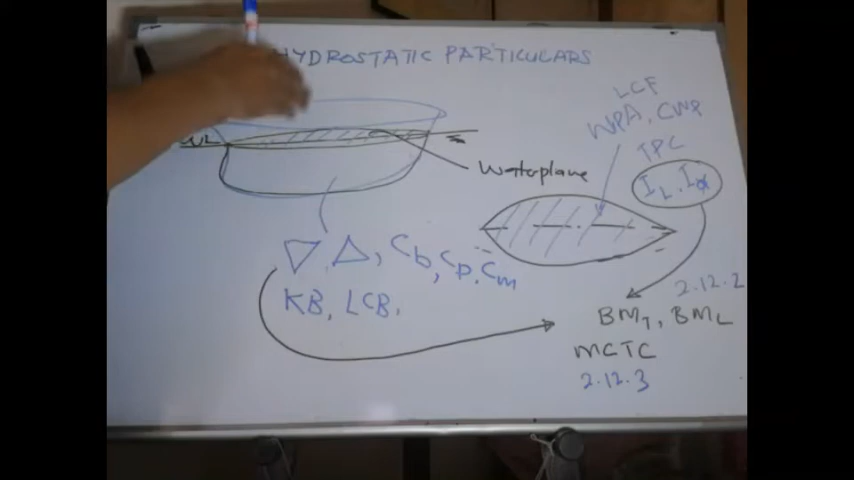 HYDROSTATIC PARTICULARS
LCF
WPA, CWP
TPC
WL
Waterplane
IL, IT
▽, △, Cb, Cp, Cm
KB, LCB,
2.12.2
BMT, BML
MCTC
2.12.3